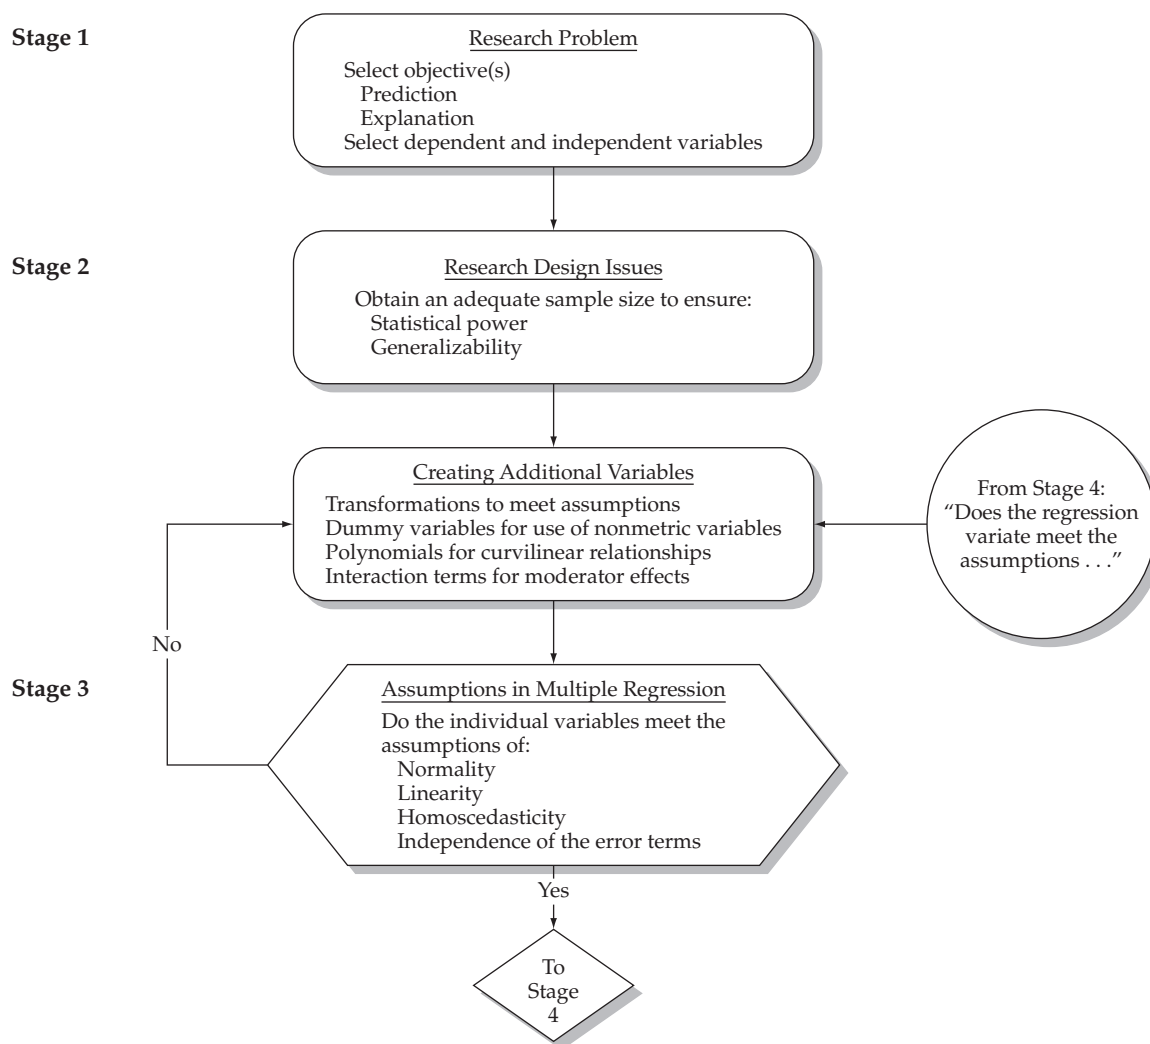 Stage 1
Research Problem
Select objective(s)
Prediction
Explanation
Select dependent and independent variables
Stage 2
Research Design Issues
Obtain an adequate sample size to ensure:
Statistical power
Generalizability
Creating Additional Variables
Transformations to meet assumptions
Dummy variables for use of nonmetric variables
Polynomials for curvilinear relationships
Interaction terms for moderator effects
From Stage 4:
“Does the regression
variate meet the
assumptions . . .”
No
Stage 3
Assumptions in Multiple Regression
Do the individual variables meet the
assumptions of:
Normality
Linearity
Homoscedasticity
Independence of the error terms
Yes
To
Stage
4